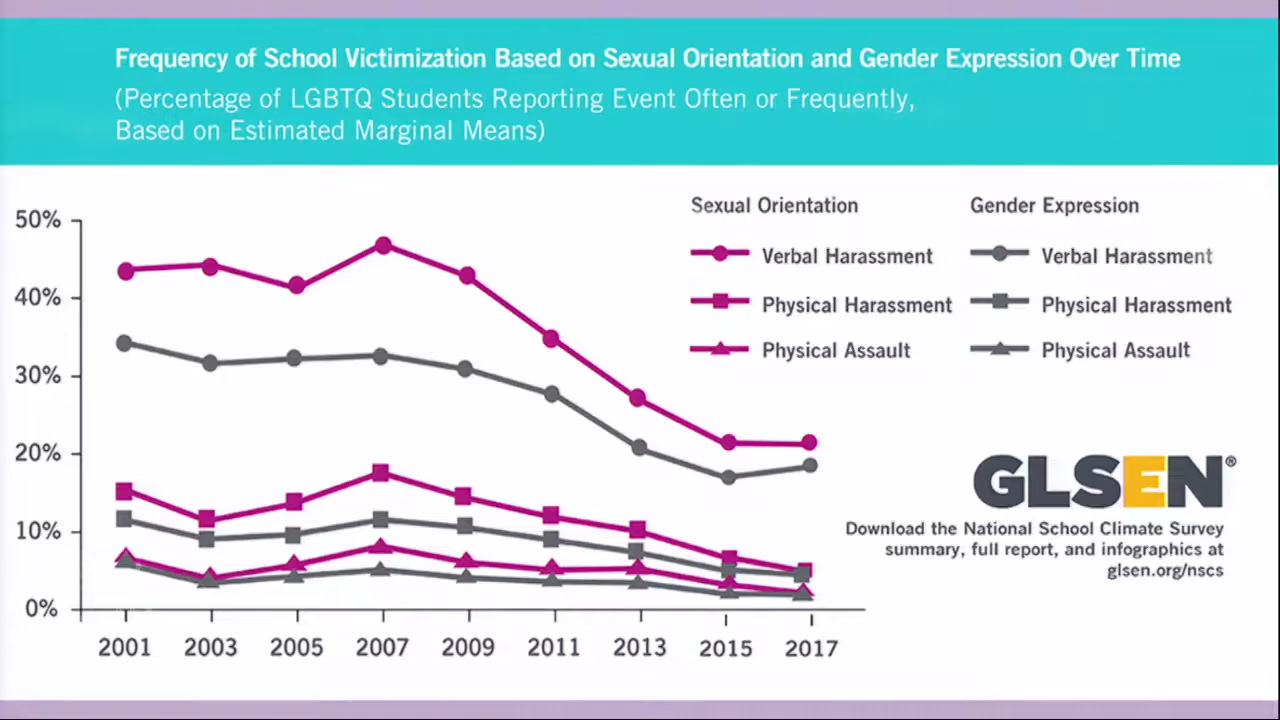 Frequency of School Victimization Based on Sexual Orientation and Gender Expression Over Time
(Percentage of LGBTQ Students Reporting Event Often or Frequently,
Based on Estimated Marginal Means)
Sexual Orientation
Verbal Harassment
Physical Harassment
Physical Assault
Gender Expression
Verbal Harassment
Physical Harassment
Physical Assault
50%
40%
30%
20%
10%
0%
2001 2003 2005 2007 2009 2011 2013 2015 2017
GLSEN®
Download the National School Climate Survey
summary, full report, and infographics at
glsen.org/nscs